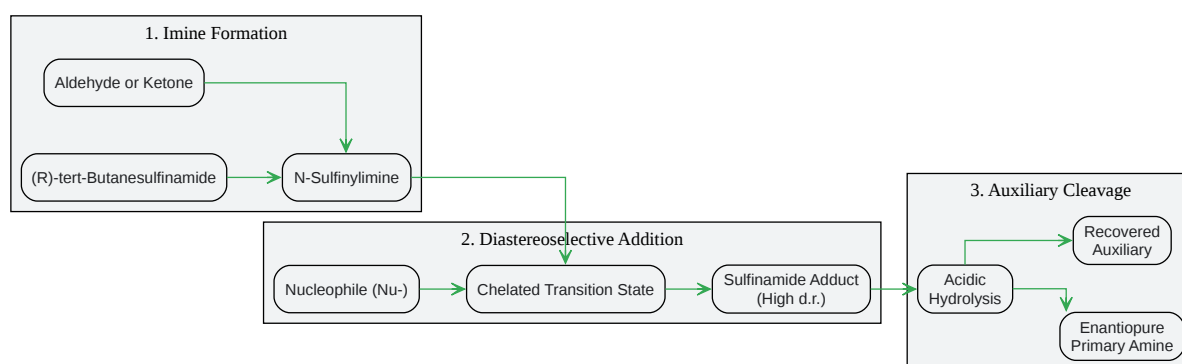 1. Imine Formation
Aldehyde or Ketone
(R)-tert-Butanesulfinamide
N-Sulfinylimine
2. Diastereoselective Addition
Nucleophile (Nu-)
Chelated Transition State
Sulfinamide Adduct
(High d.r.)
3. Auxiliary Cleavage
Acidic
Hydrolysis
Recovered
Auxiliary
Enantiopure
Primary Amine